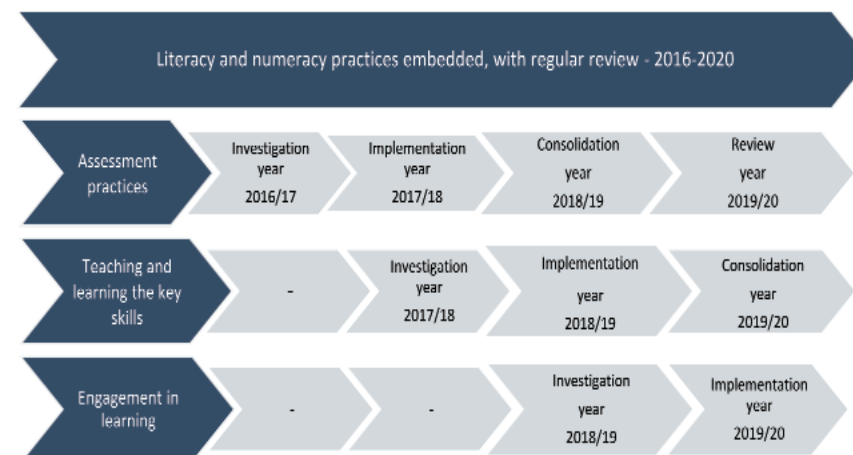 Literacy and numeracy practices embedded, with regular review - 2016-2020
Assessment
practices
Investigation
year
2016/17
Implementation
year
2017/18
Consolidation
year
2018/19
Review
year
2019/20
Teaching and
learning the key
skills
-
Investigation
year
2017/18
Implementation
year
2018/19
Consolidation
year
2019/20
Engagement in
learning
-
-
Investigation
year
2018/19
Implementation
year
2019/20